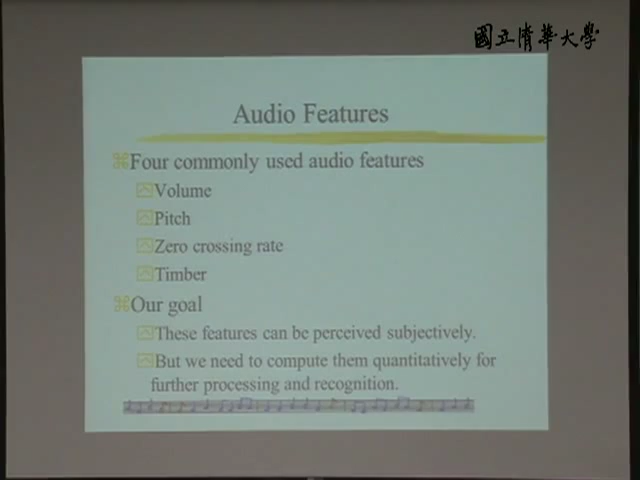 國立清華大學
Audio Features
Four commonly used audio features
Volume
Pitch
Zero crossing rate
Timber
Our goal
These features can be perceived subjectively.
But we need to compute them quantitatively for
further processing and recognition.